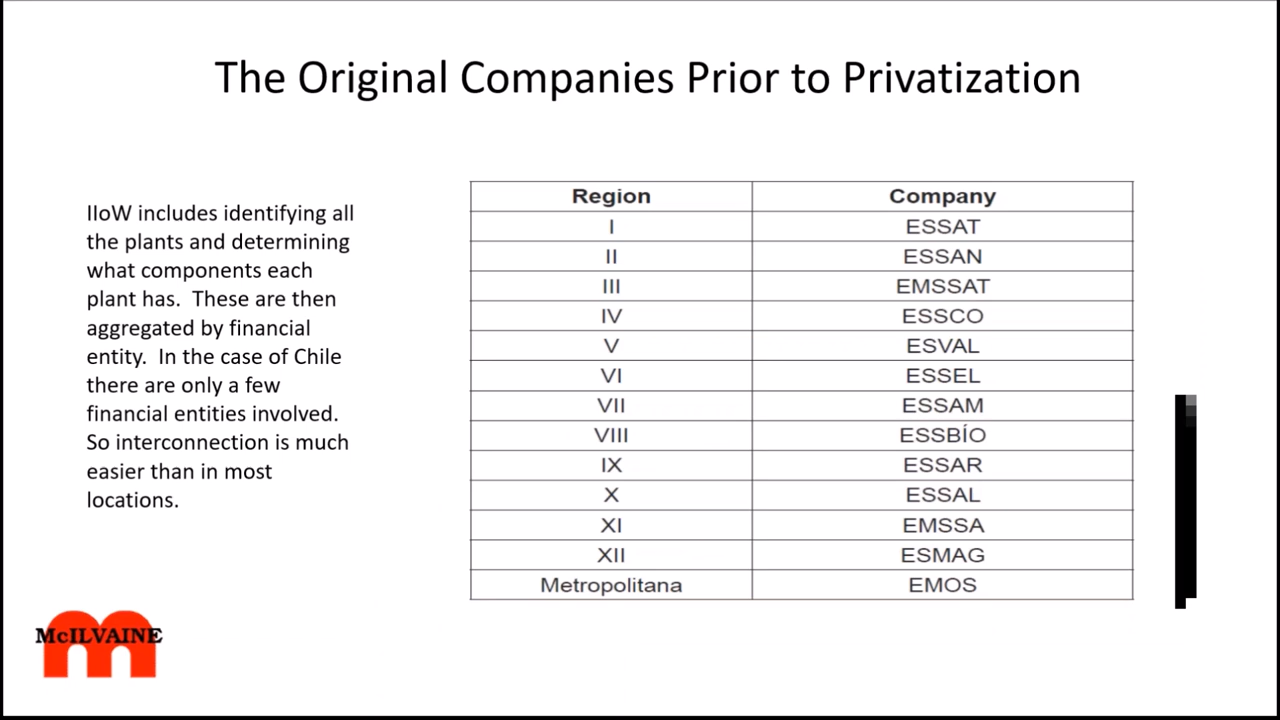 The Original Companies Prior to Privatization
IIoW includes identifying all
the plants and determining
what components each
plant has.  These are then
aggregated by financial
entity.  In the case of Chile
there are only a few
financial entities involved.
So interconnection is much
easier than in most
locations.
Region Company
I ESSAT
II ESSAN
III EMSSAT
IV ESSCO
V ESVAL
VI ESSEL
VII ESSAM
VIII ESSBÍO
IX ESSAR
X ESSAL
XI EMSSA
XII ESMAG
Metropolitana EMOS
McILVAINE